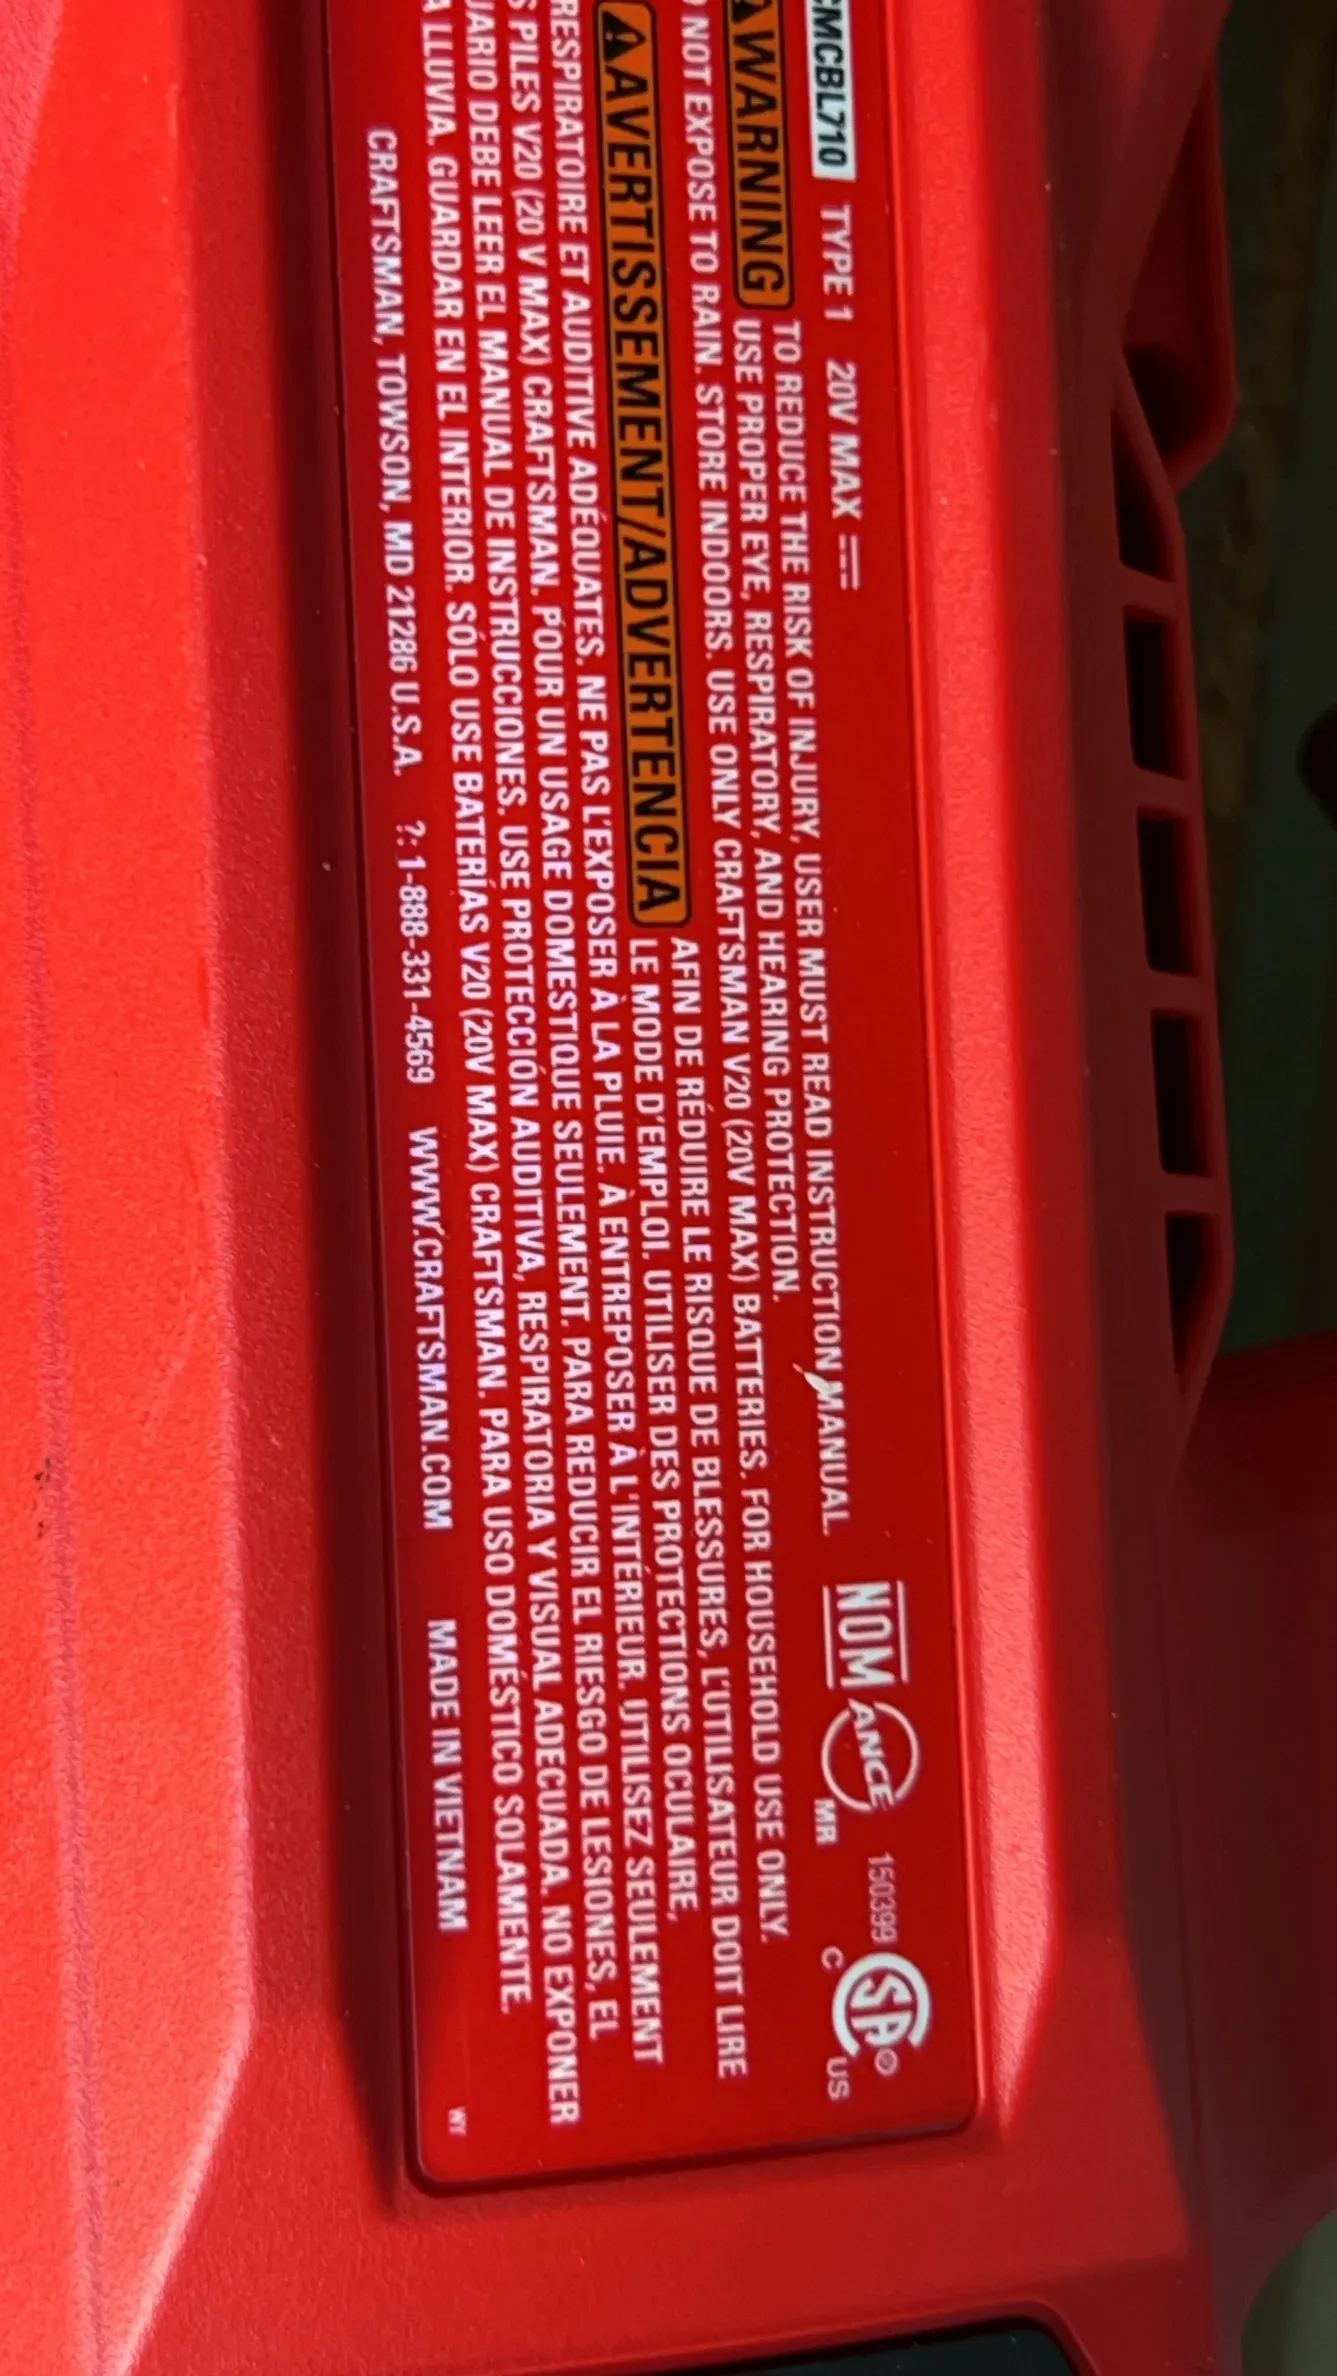 CMCBL710 TYPE 1 20V MAX
NOM ANCE MR 150399 C SA® US
WARNING TO REDUCE THE RISK OF INJURY, USER MUST READ INSTRUCTION MANUAL.
USE PROPER EYE, RESPIRATORY, AND HEARING PROTECTION.
NOT EXPOSE TO RAIN. STORE INDOORS. USE ONLY CRAFTSMAN V20 (20V MAX) BATTERIES. FOR HOUSEHOLD USE ONLY.
AVERTISSEMENT/ADVERTENCIA AFIN DE RÉDUIRE LE RISQUE DE BLESSURES, L'UTILISATEUR DOIT LIRE
LE MODE D'EMPLOI. UTILISER DES PROTECTIONS OCULAIRE,
RESPIRATOIRE ET AUDITIVE ADÉQUATES. NE PAS L'EXPOSER À LA PLUIE. À ENTREPOSER À L'INTÉRIEUR. UTILISEZ SEULEMENT
PILES V20 (20 V MAX) CRAFTSMAN. POUR UN USAGE DOMESTIQUE SEULEMENT. PARA REDUCIR EL RIESGO DE LESIONES, EL
UARIO DEBE LEER EL MANUAL DE INSTRUCCIONES. USE PROTECCIÓN AUDITIVA, RESPIRATORIA Y VISUAL ADECUADA. NO EXPONER
A LLUVIA. GUARDAR EN EL INTERIOR. SÓLO USE BATERÍAS V20 (20V MAX) CRAFTSMAN. PARA USO DOMÉSTICO SOLAMENTE.
CRAFTSMAN, TOWSON, MD 21286 U.S.A. ?: 1-888-331-4569 WWW.CRAFTSMAN.COM MADE IN VIETNAM
WY